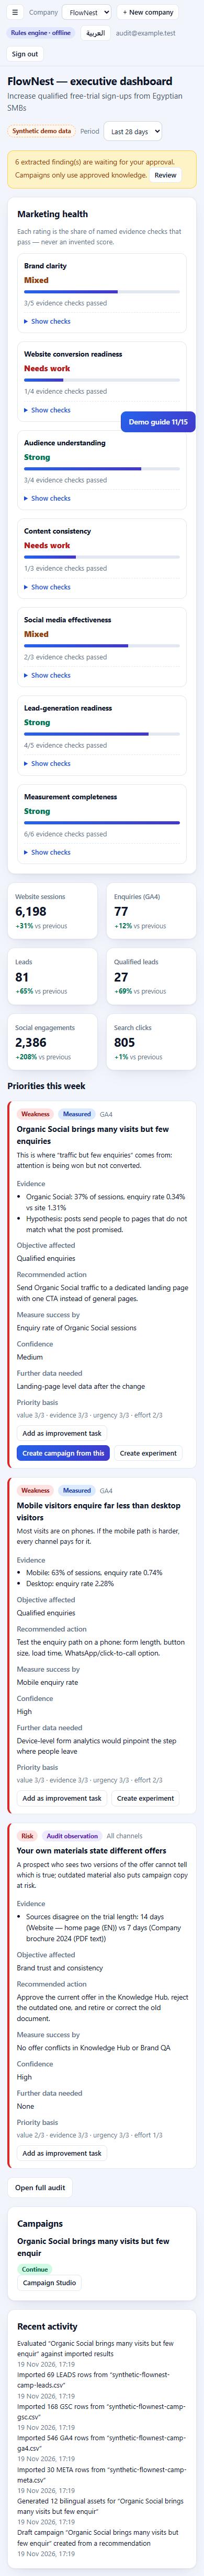 ☰ Company FlowNest + New company
Rules engine · offline العربية audit@example.test
Sign out
FlowNest — executive dashboard
Increase qualified free-trial sign-ups from Egyptian
SMBs
Synthetic demo data Period Last 28 days
6 extracted finding(s) are waiting for your approval.
Campaigns only use approved knowledge. Review
Marketing health
Each rating is the share of named evidence checks that
pass — never an invented score.
Brand clarity
Mixed
3/5 evidence checks passed
▶ Show checks
Website conversion readiness
Needs work
1/4 evidence checks passed
▶ Show checks
Demo guide 11/15
Audience understanding
Strong
3/4 evidence checks passed
▶ Show checks
Content consistency
Needs work
1/3 evidence checks passed
▶ Show checks
Social media effectiveness
Mixed
2/3 evidence checks passed
▶ Show checks
Lead-generation readiness
Strong
4/5 evidence checks passed
▶ Show checks
Measurement completeness
Strong
6/6 evidence checks passed
▶ Show checks
Website sessions
6,198
+31% vs previous
Enquiries (GA4)
77
+12% vs previous
Leads
81
+65% vs previous
Qualified leads
27
+69% vs previous
Social engagements
2,386
+208% vs previous
Search clicks
805
+1% vs previous
Priorities this week
Weakness Measured GA4
Organic Social brings many visits but few
enquiries
This is where "traffic but few enquiries" comes from:
attention is being won but not converted.
Evidence
• Organic Social: 37% of sessions, enquiry rate 0.34%
vs site 1.31%
• Hypothesis: posts send people to pages that do not
match what the post promised.
Objective affected
Qualified enquiries
Recommended action
Send Organic Social traffic to a dedicated landing page
with one CTA instead of general pages.
Measure success by
Enquiry rate of Organic Social sessions
Confidence
Medium
Further data needed
Landing-page level data after the change
Priority basis
value 3/3 · evidence 3/3 · urgency 3/3 · effort 2/3
Add as improvement task
Create campaign from this Create experiment
Weakness Measured GA4
Mobile visitors enquire far less than desktop
visitors
Most visits are on phones. If the mobile path is harder,
every channel pays for it.
Evidence
• Mobile: 63% of sessions, enquiry rate 0.74%
• Desktop: enquiry rate 2.28%
Objective affected
Qualified enquiries
Recommended action
Test the enquiry path on a phone: form length, button
size, load time, WhatsApp/click-to-call option.
Measure success by
Mobile enquiry rate
Confidence
High
Further data needed
Device-level form analytics would pinpoint the step
where people leave
Priority basis
value 3/3 · evidence 3/3 · urgency 3/3 · effort 2/3
Add as improvement task Create experiment
Risk Audit observation All channels
Your own materials state different offers
A prospect who sees two versions of the offer cannot tell
which is true; outdated material also puts campaign copy
at risk.
Evidence
• Sources disagree on the trial length: 14 days
(Website — home page (EN)) vs 7 days (Company
brochure 2024 (PDF text))
Objective affected
Brand trust and consistency
Recommended action
Approve the current offer in the Knowledge Hub, reject
the outdated one, and retire or correct the old
document.
Measure success by
No offer conflicts in Knowledge Hub or Brand QA
Confidence
High
Further data needed
None
Priority basis
value 2/3 · evidence 3/3 · urgency 3/3 · effort 1/3
Add as improvement task
Open full audit
Campaigns
Organic Social brings many visits but few
enquir
Continue
Campaign Studio
Recent activity
Evaluated "Organic Social brings many visits but few
enquir" against imported results
19 Nov 2026, 17:19
Imported 69 LEADS rows from "synthetic-flownest-
camp-leads.csv"
19 Nov 2026, 17:19
Imported 168 GSC rows from "synthetic-flownest-camp-
gsc.csv"
19 Nov 2026, 17:19
Imported 546 GA4 rows from "synthetic-flownest-camp-
ga4.csv"
19 Nov 2026, 17:19
Imported 30 META rows from "synthetic-flownest-camp-
meta.csv"
19 Nov 2026, 17:19
Generated 12 bilingual assets for "Organic Social brings
many visits but few enquir"
19 Nov 2026, 17:19
Draft campaign "Organic Social brings many visits but
few enquir" created from a recommendation
19 Nov 2026, 17:19